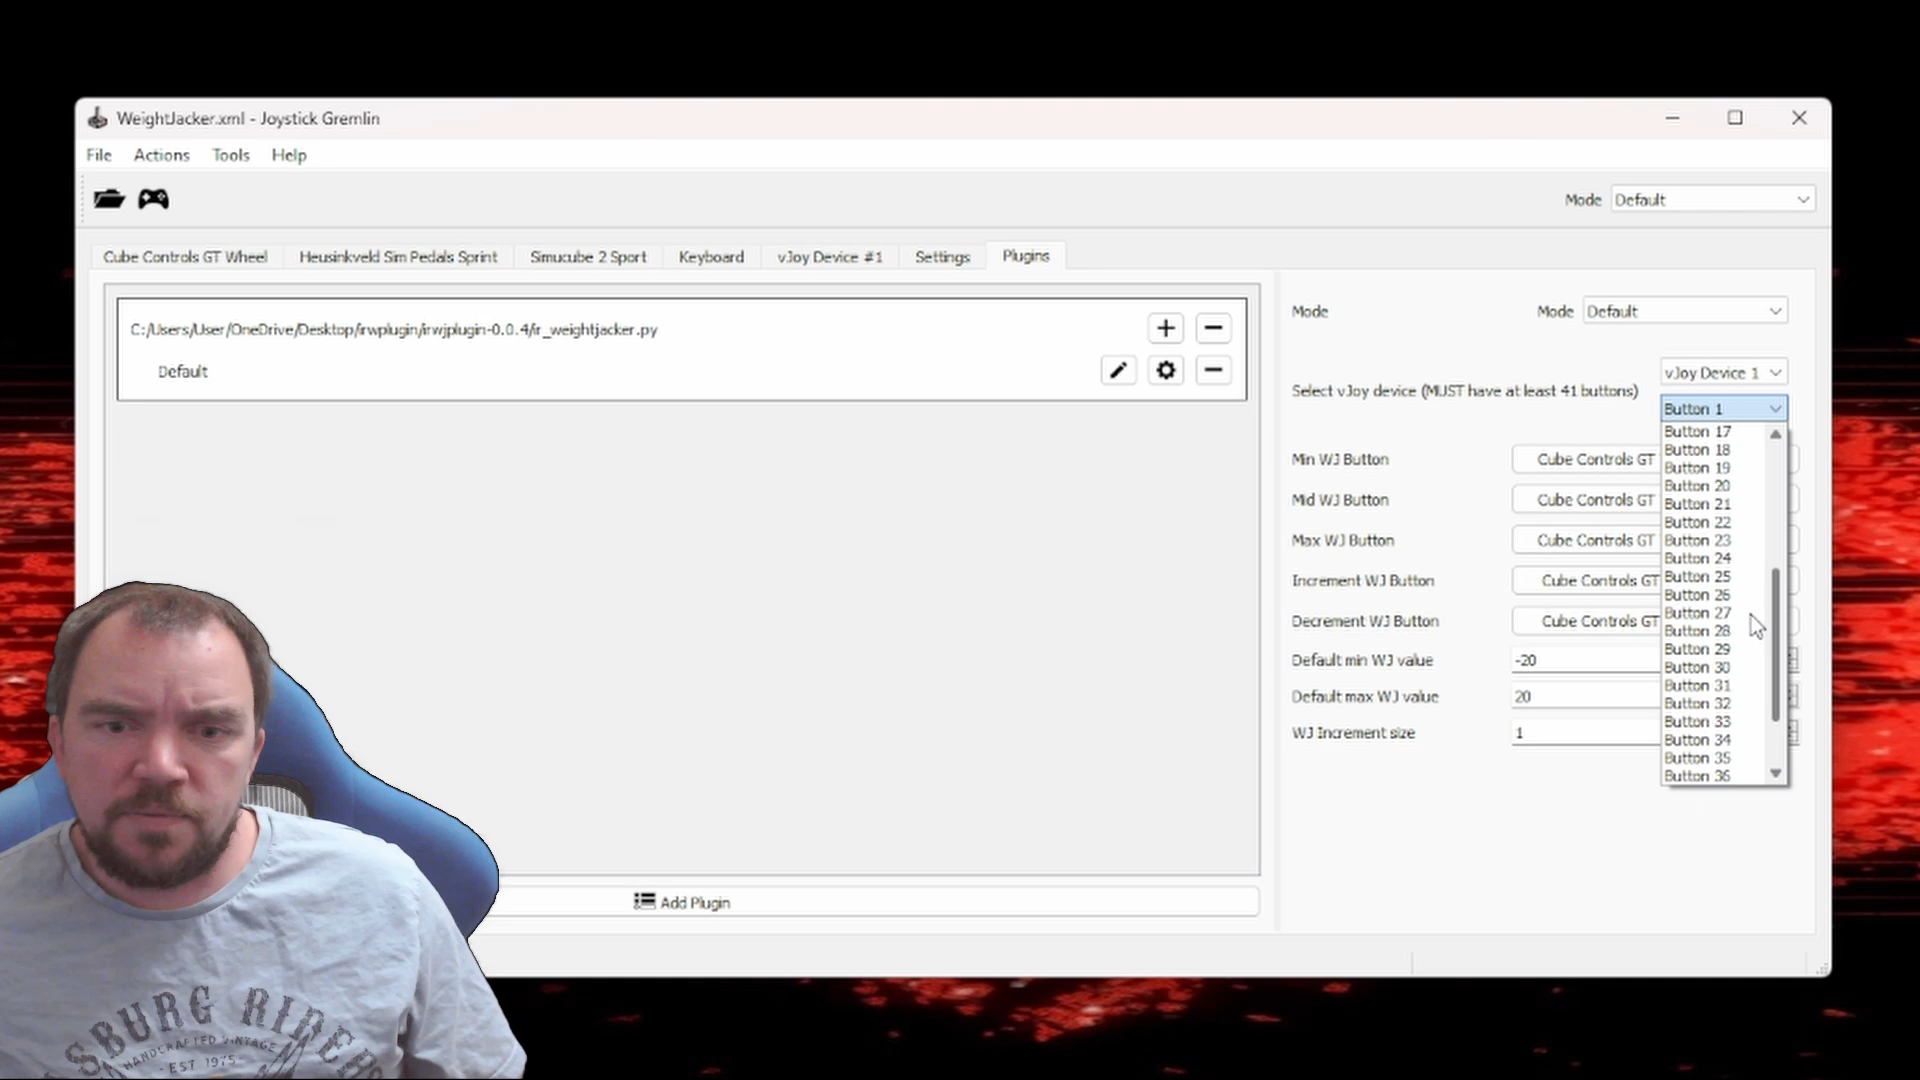 WeightJacker.xml - Joystick Gremlin
File Actions Tools Help
Mode Default
Cube Controls GT Wheel Heusinkveld Sim Pedals Sprint Simucube 2 Sport Keyboard vJoy Device #1 Settings Plugins
C:/Users/User/OneDrive/Desktop/irwplugin/irwjplugin-0.0.4/ir_weightjacker.py
Default
Add Plugin
Mode Mode Default
vJoy Device 1
Select vJoy device (MUST have at least 41 buttons)
Button 1
Button 17
Button 18
Button 19
Button 20
Button 21
Button 22
Button 23
Button 24
Button 25
Button 26
Button 27
Button 28
Button 29
Button 30
Button 31
Button 32
Button 33
Button 34
Button 35
Button 36
Min WJ Button Cube Controls GT
Mid WJ Button Cube Controls GT
Max WJ Button Cube Controls GT
Increment WJ Button Cube Controls GT
Decrement WJ Button Cube Controls GT
Default min WJ value -20
Default max WJ value 20
WJ Increment size 1
SBURG RIDER
HANDCRAFTED VINTAGE
- EST 1975 -